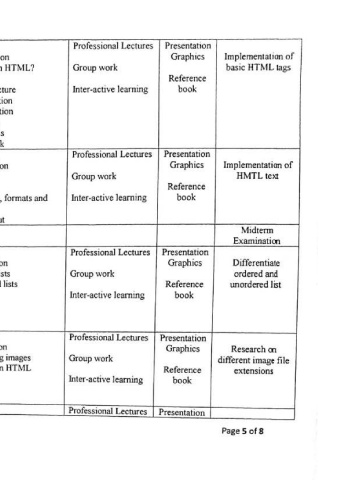 Professional Lectures Presentation
on Graphics Implementation of
n HTML? Group work basic HTML tags
Reference
cture Inter-active learning book
tion
tion
s
k
Professional Lectures Presentation
on Graphics Implementation of
Group work HMTL text
Reference
, formats and Inter-active learning book
at
Midterm
Examination
Professional Lectures Presentation
on Graphics Differentiate
sts Group work ordered and
l lists Reference unordered list
Inter-active learning book
Professional Lectures Presentation
on Graphics Research on
g images Group work different image file
n HTML Reference extensions
Inter-active learning book
Professional Lectures Presentation
Page 5 of 8